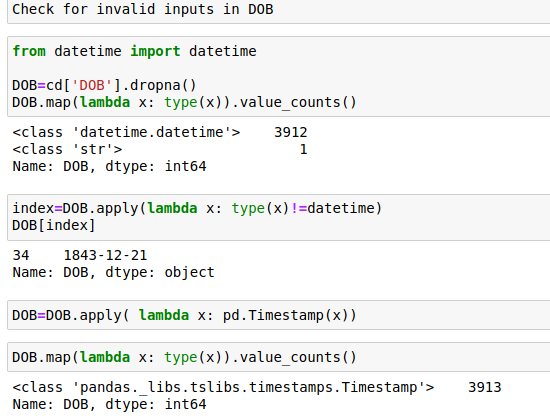 Check for invalid inputs in DOB
from datetime import datetime
DOB=cd['DOB'].dropna()
DOB.map(lambda x: type(x)).value_counts()
<class 'datetime.datetime'>    3912
<class 'str'>                     1
Name: DOB, dtype: int64
index=DOB.apply(lambda x: type(x)!=datetime)
DOB[index]
34    1843-12-21
Name: DOB, dtype: object
DOB=DOB.apply( lambda x: pd.Timestamp(x))
DOB.map(lambda x: type(x)).value_counts()
<class 'pandas._libs.tslibs.timestamps.Timestamp'>    3913
Name: DOB, dtype: int64